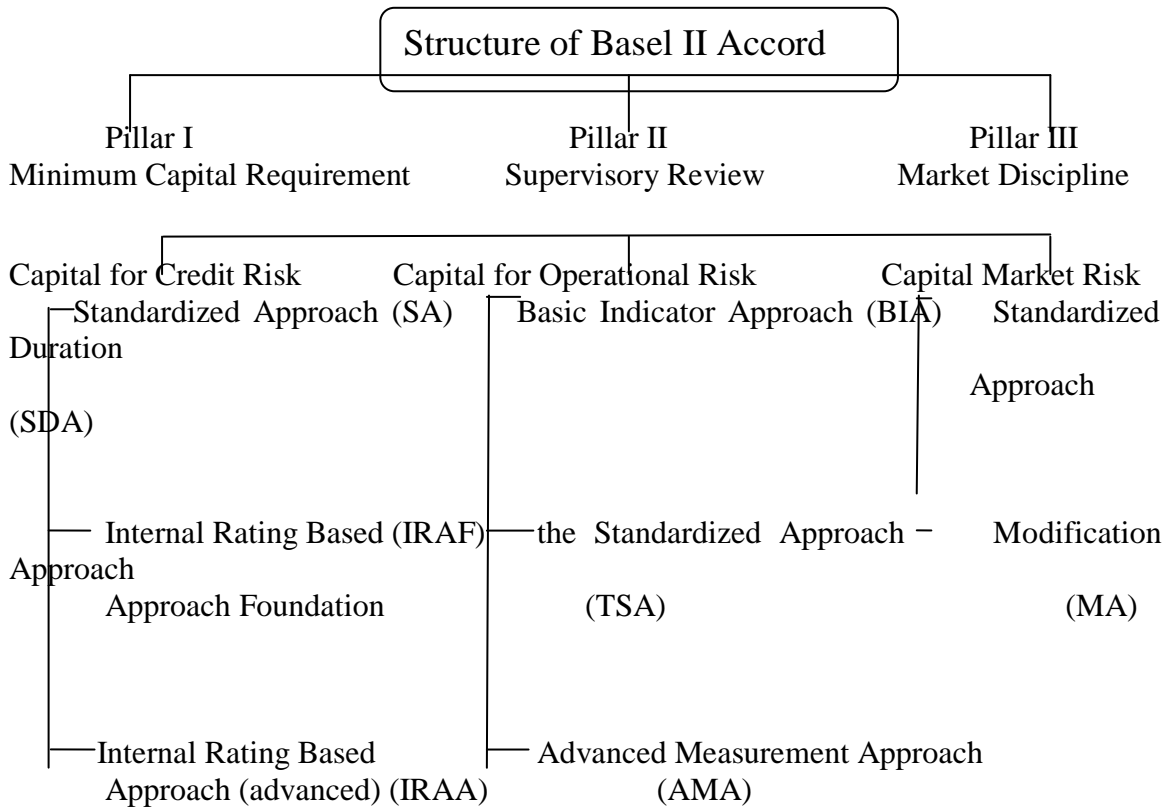 Structure of Basel II Accord
Pillar I Pillar II Pillar III
Minimum Capital Requirement Supervisory Review Market Discipline
Capital for Credit Risk Capital for Operational Risk Capital Market Risk
Standardized Approach (SA) Basic Indicator Approach (BIA) Standardized
Duration
Approach
(SDA)
Internal Rating Based (IRAF) the Standardized Approach Modification
Approach
Approach Foundation (TSA) (MA)
Internal Rating Based Advanced Measurement Approach
Approach (advanced) (IRAA) (AMA)